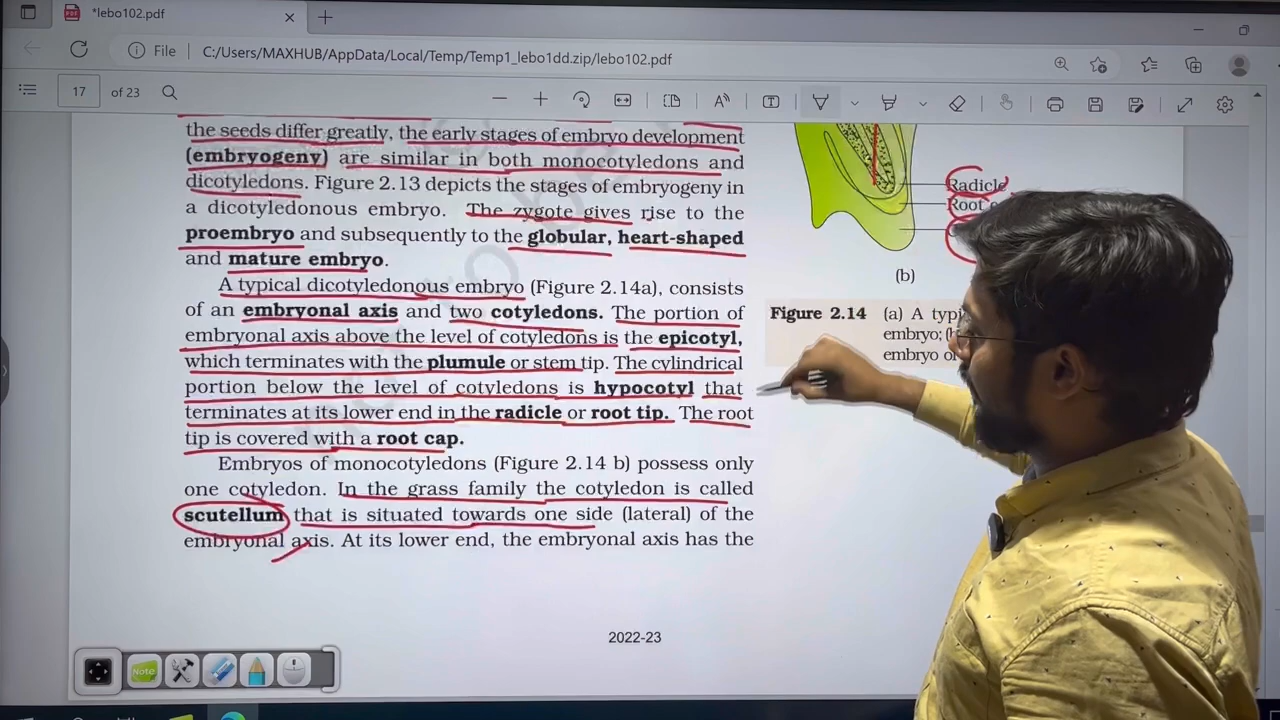 *lebo102.pdf
File
C:/Users/MAXHUB/AppData/Local/Temp/Temp1_lebo1dd.zip/lebo102.pdf
17 of 23
the seeds differ greatly, the early stages of embryo development
(embryogeny) are similar in both monocotyledons and
dicotyledons. Figure 2.13 depicts the stages of embryogeny in
a dicotyledonous embryo. The zygote gives rise to the
proembryo and subsequently to the globular, heart-shaped
and mature embryo.
A typical dicotyledonous embryo (Figure 2.14a), consists
of an embryonal axis and two cotyledons. The portion of
embryonal axis above the level of cotyledons is the epicotyl,
which terminates with the plumule or stem tip. The cylindrical
portion below the level of cotyledons is hypocotyl that
terminates at its lower end in the radicle or root tip. The root
tip is covered with a root cap.
Embryos of monocotyledons (Figure 2.14 b) possess only
one cotyledon. In the grass family the cotyledon is called
scutellum that is situated towards one side (lateral) of the
embryonal axis. At its lower end, the embryonal axis has the
Radicle
Root
(b)
Figure 2.14 (a) A
embryo;
embryo
2022-23
Note